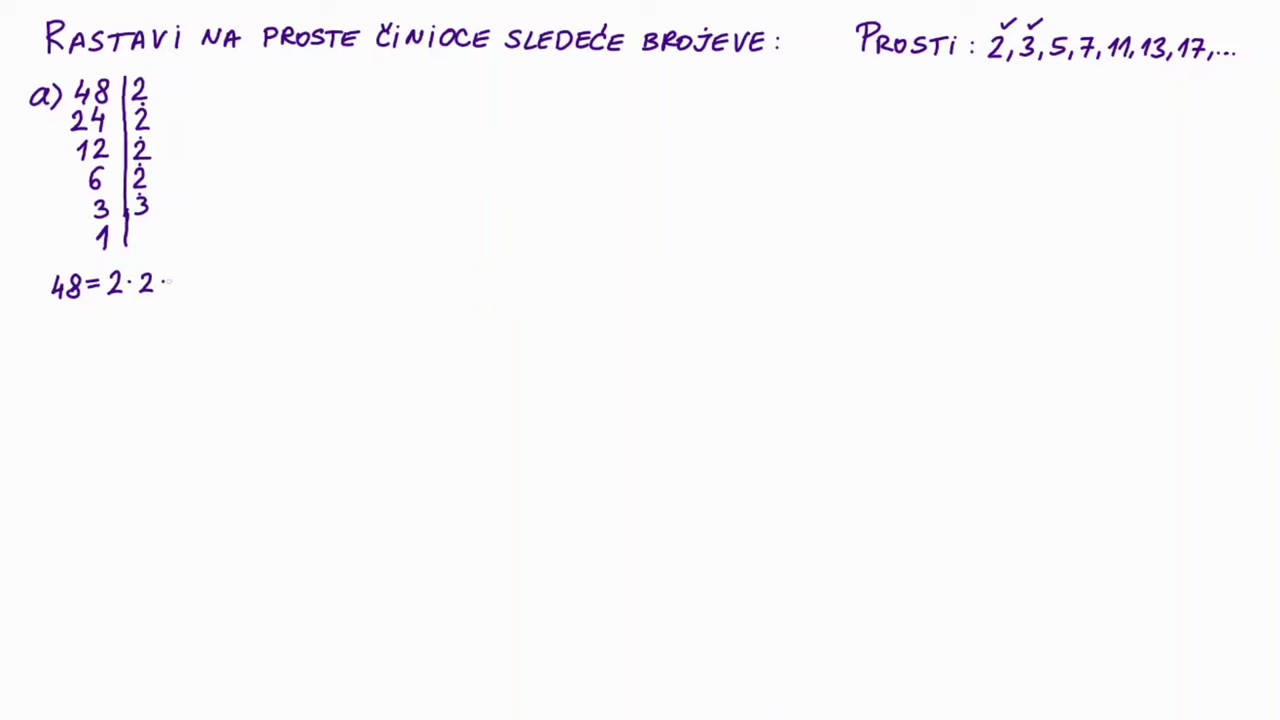 RASTAVI NA PROSTE ČINIOCE SLEDEĆE BROJEVE :
PROSTI : 2, 3, 5, 7, 11, 13, 17, ...
a) 48 | 2
24 | 2
12 | 2
6 | 2
3 | 3
1 |
48 = 2 · 2 ·